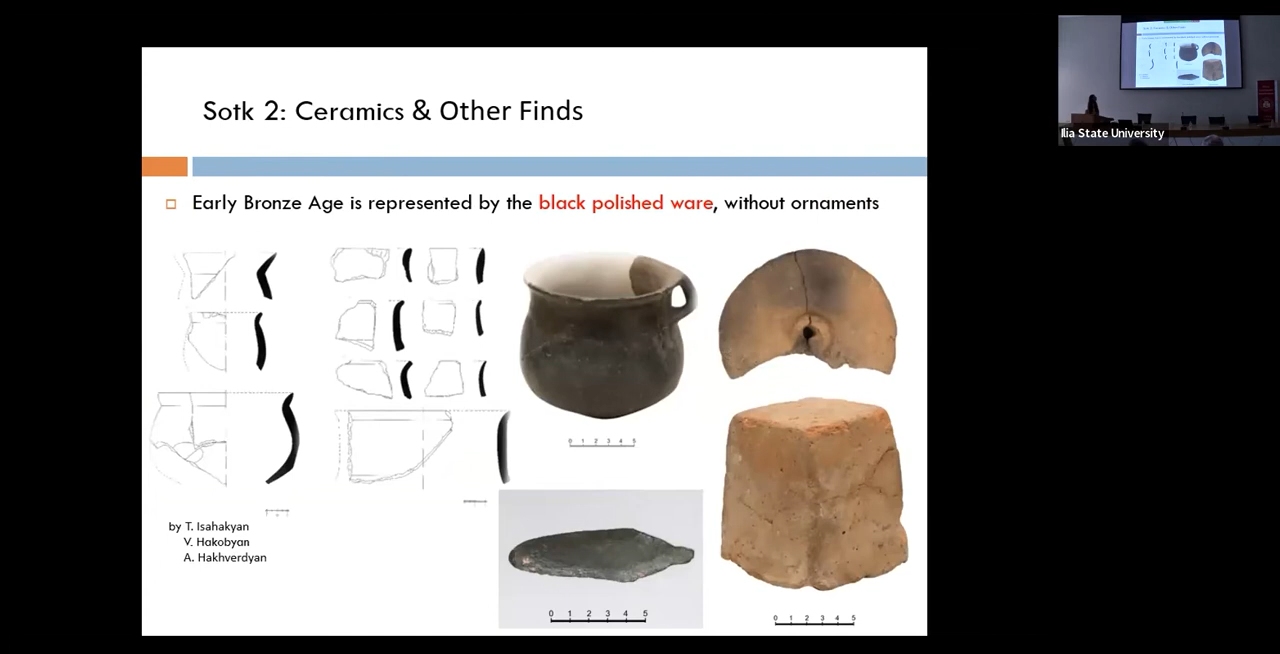 Sotk 2: Ceramics & Other Finds
Early Bronze Age is represented by the black polished ware, without ornaments
by T. Isahakyan
V. Hakobyan
A. Hakhverdyan
0 1 2 3 4 5
0 1 2 3 4 5
0 1 2 3 4 5
Ilia State University